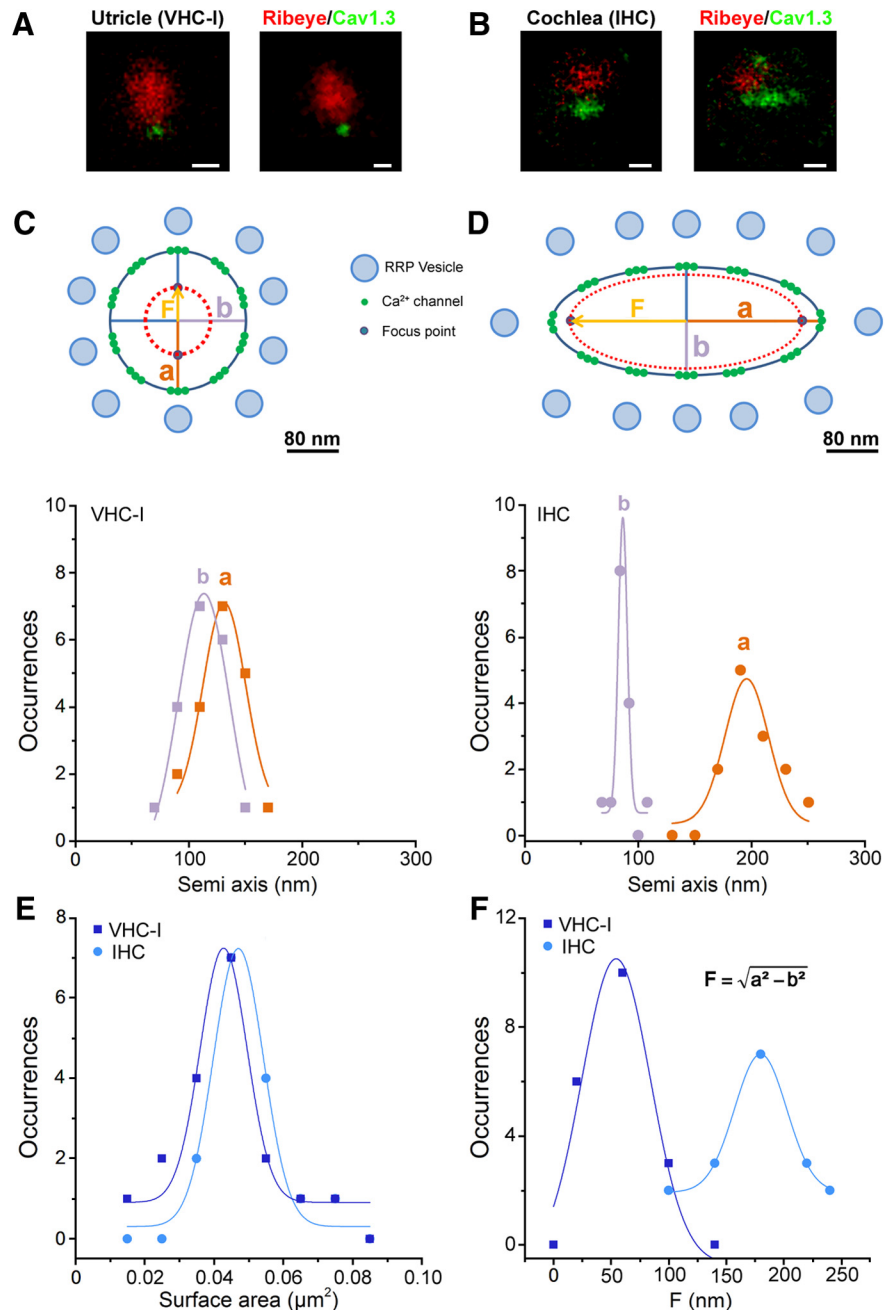 A
Utricle (VHC-I)
Ribeye/Cav1.3
B
Cochlea (IHC)
Ribeye/Cav1.3
C
F
b
a
80 nm
RRP Vesicle
Ca²⁺ channel
Focus point
D
F
a
b
80 nm
VHC-I
b
a
10
8
6
4
2
0
Occurrences
100
200
300
Semi axis (nm)
IHC
b
a
10
8
6
4
2
0
Occurrences
100
200
300
Semi axis (nm)
E
VHC-I
IHC
8
6
4
2
0
Occurrences
0.02
0.04
0.06
0.08
0.10
Surface area (µm²)
F
VHC-I
IHC
F = √a² – b²
12
8
4
0
Occurrences
0
50
100
150
200
250
F (nm)